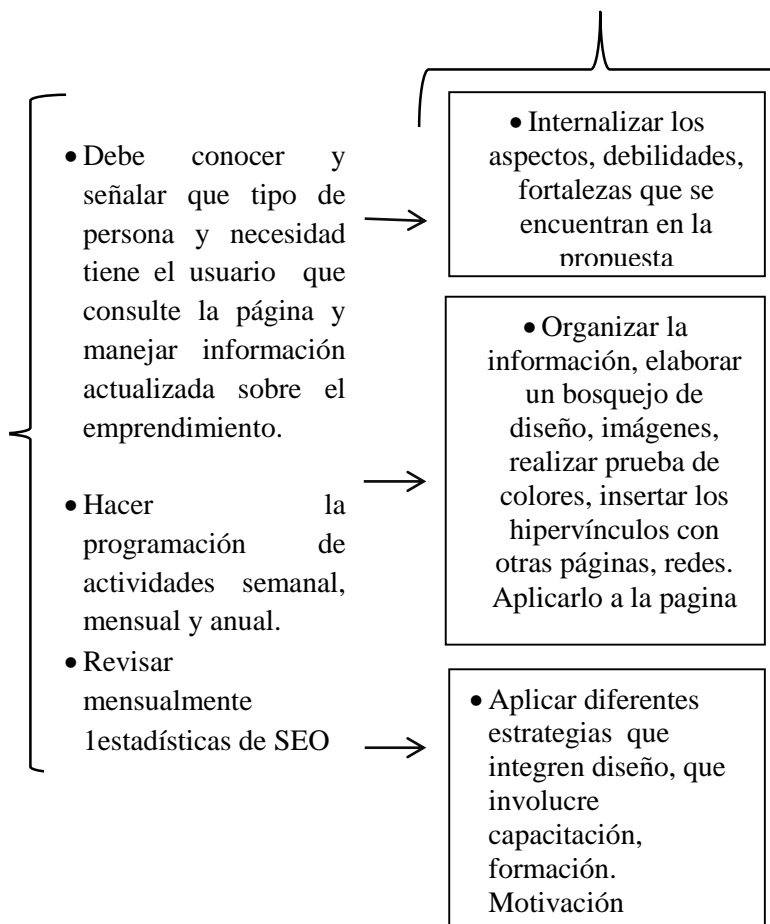 • Debe conocer y
señalar que tipo de
persona y necesidad
tiene el usuario que
consulte la página y
manejar información
actualizada sobre el
emprendimiento.
• Hacer la
programación de
actividades semanal,
mensual y anual.
• Revisar
mensualmente
1estadísticas de SEO
• Internalizar los
aspectos, debilidades,
fortalezas que se
encuentran en la
propuesta
• Organizar la
información, elaborar
un bosquejo de
diseño, imágenes,
realizar prueba de
colores, insertar los
hipervínculos con
otras páginas, redes.
Aplicarlo a la pagina
• Aplicar diferentes
estrategias que
integren diseño, que
involucre
capacitación,
formación.
Motivación